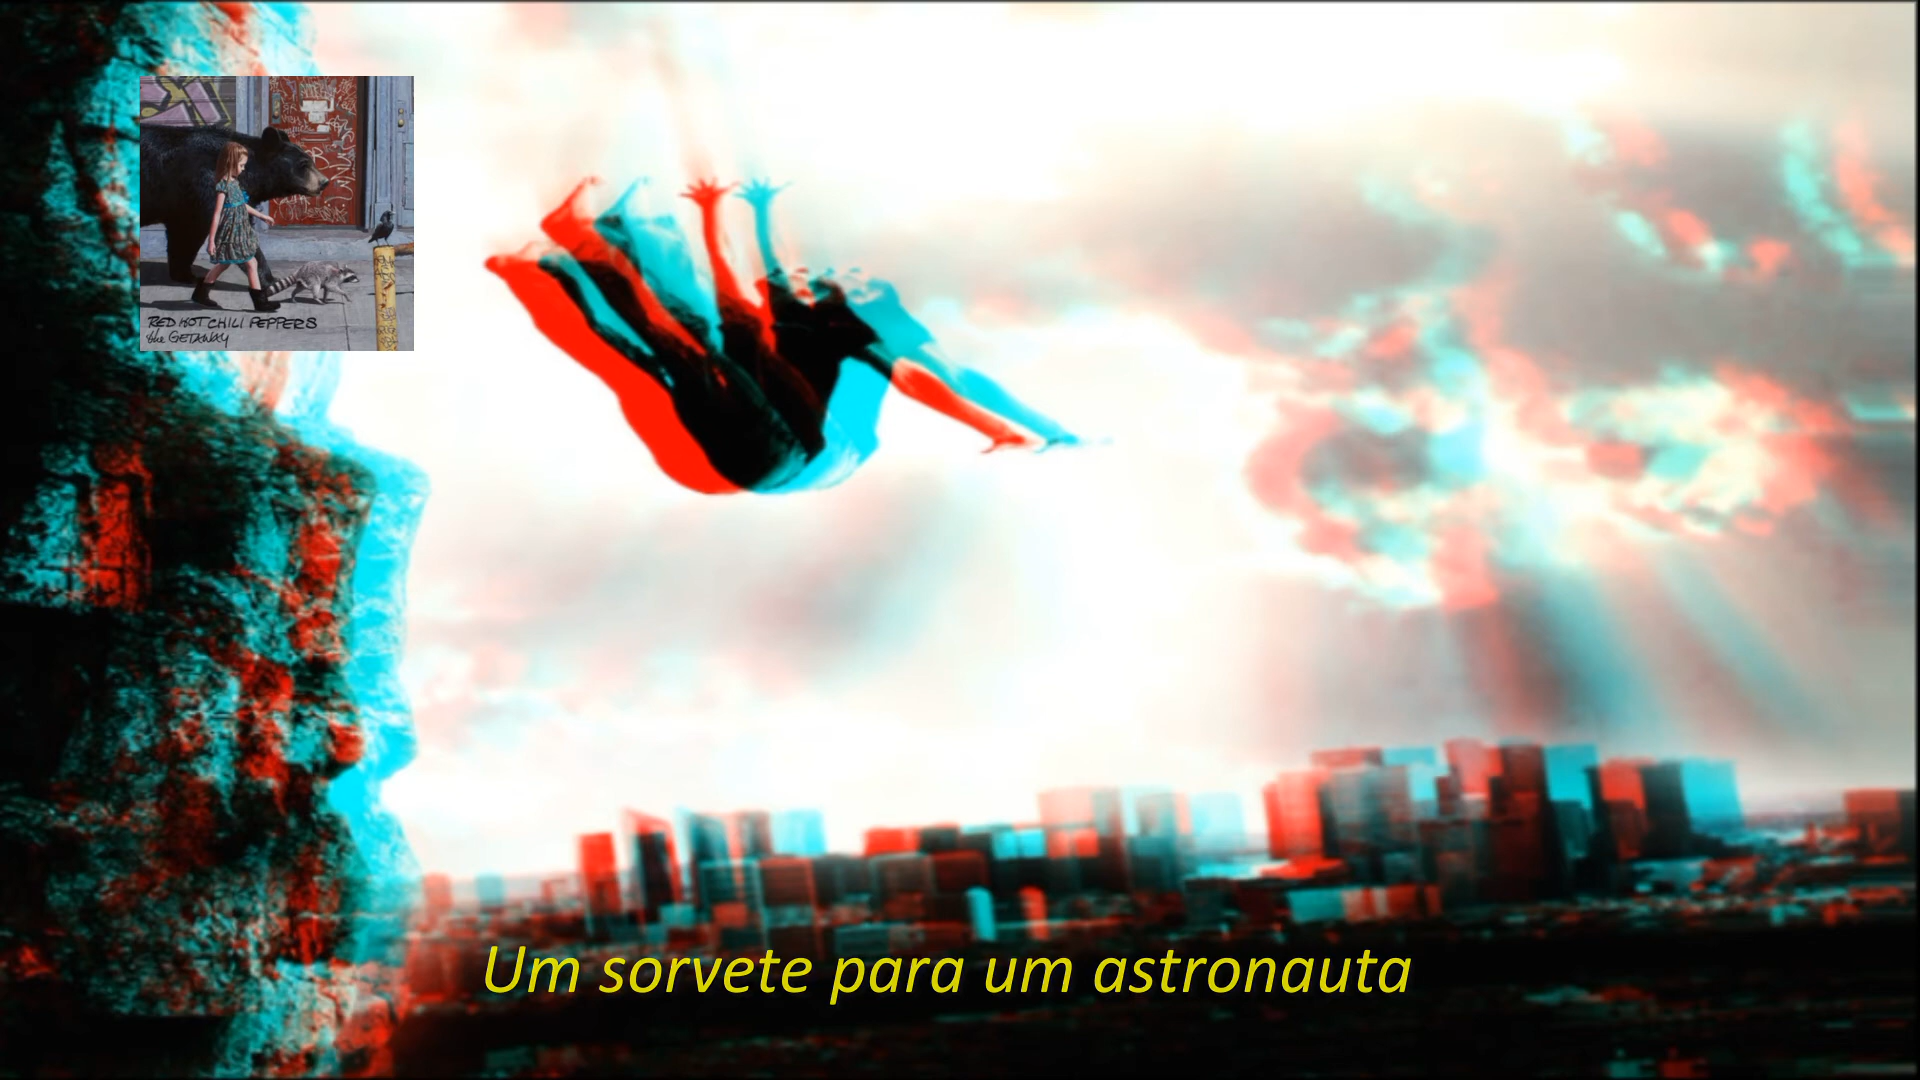 RED HOT CHILI PEPPERS
the GETAWAY
Um sorvete para um astronauta